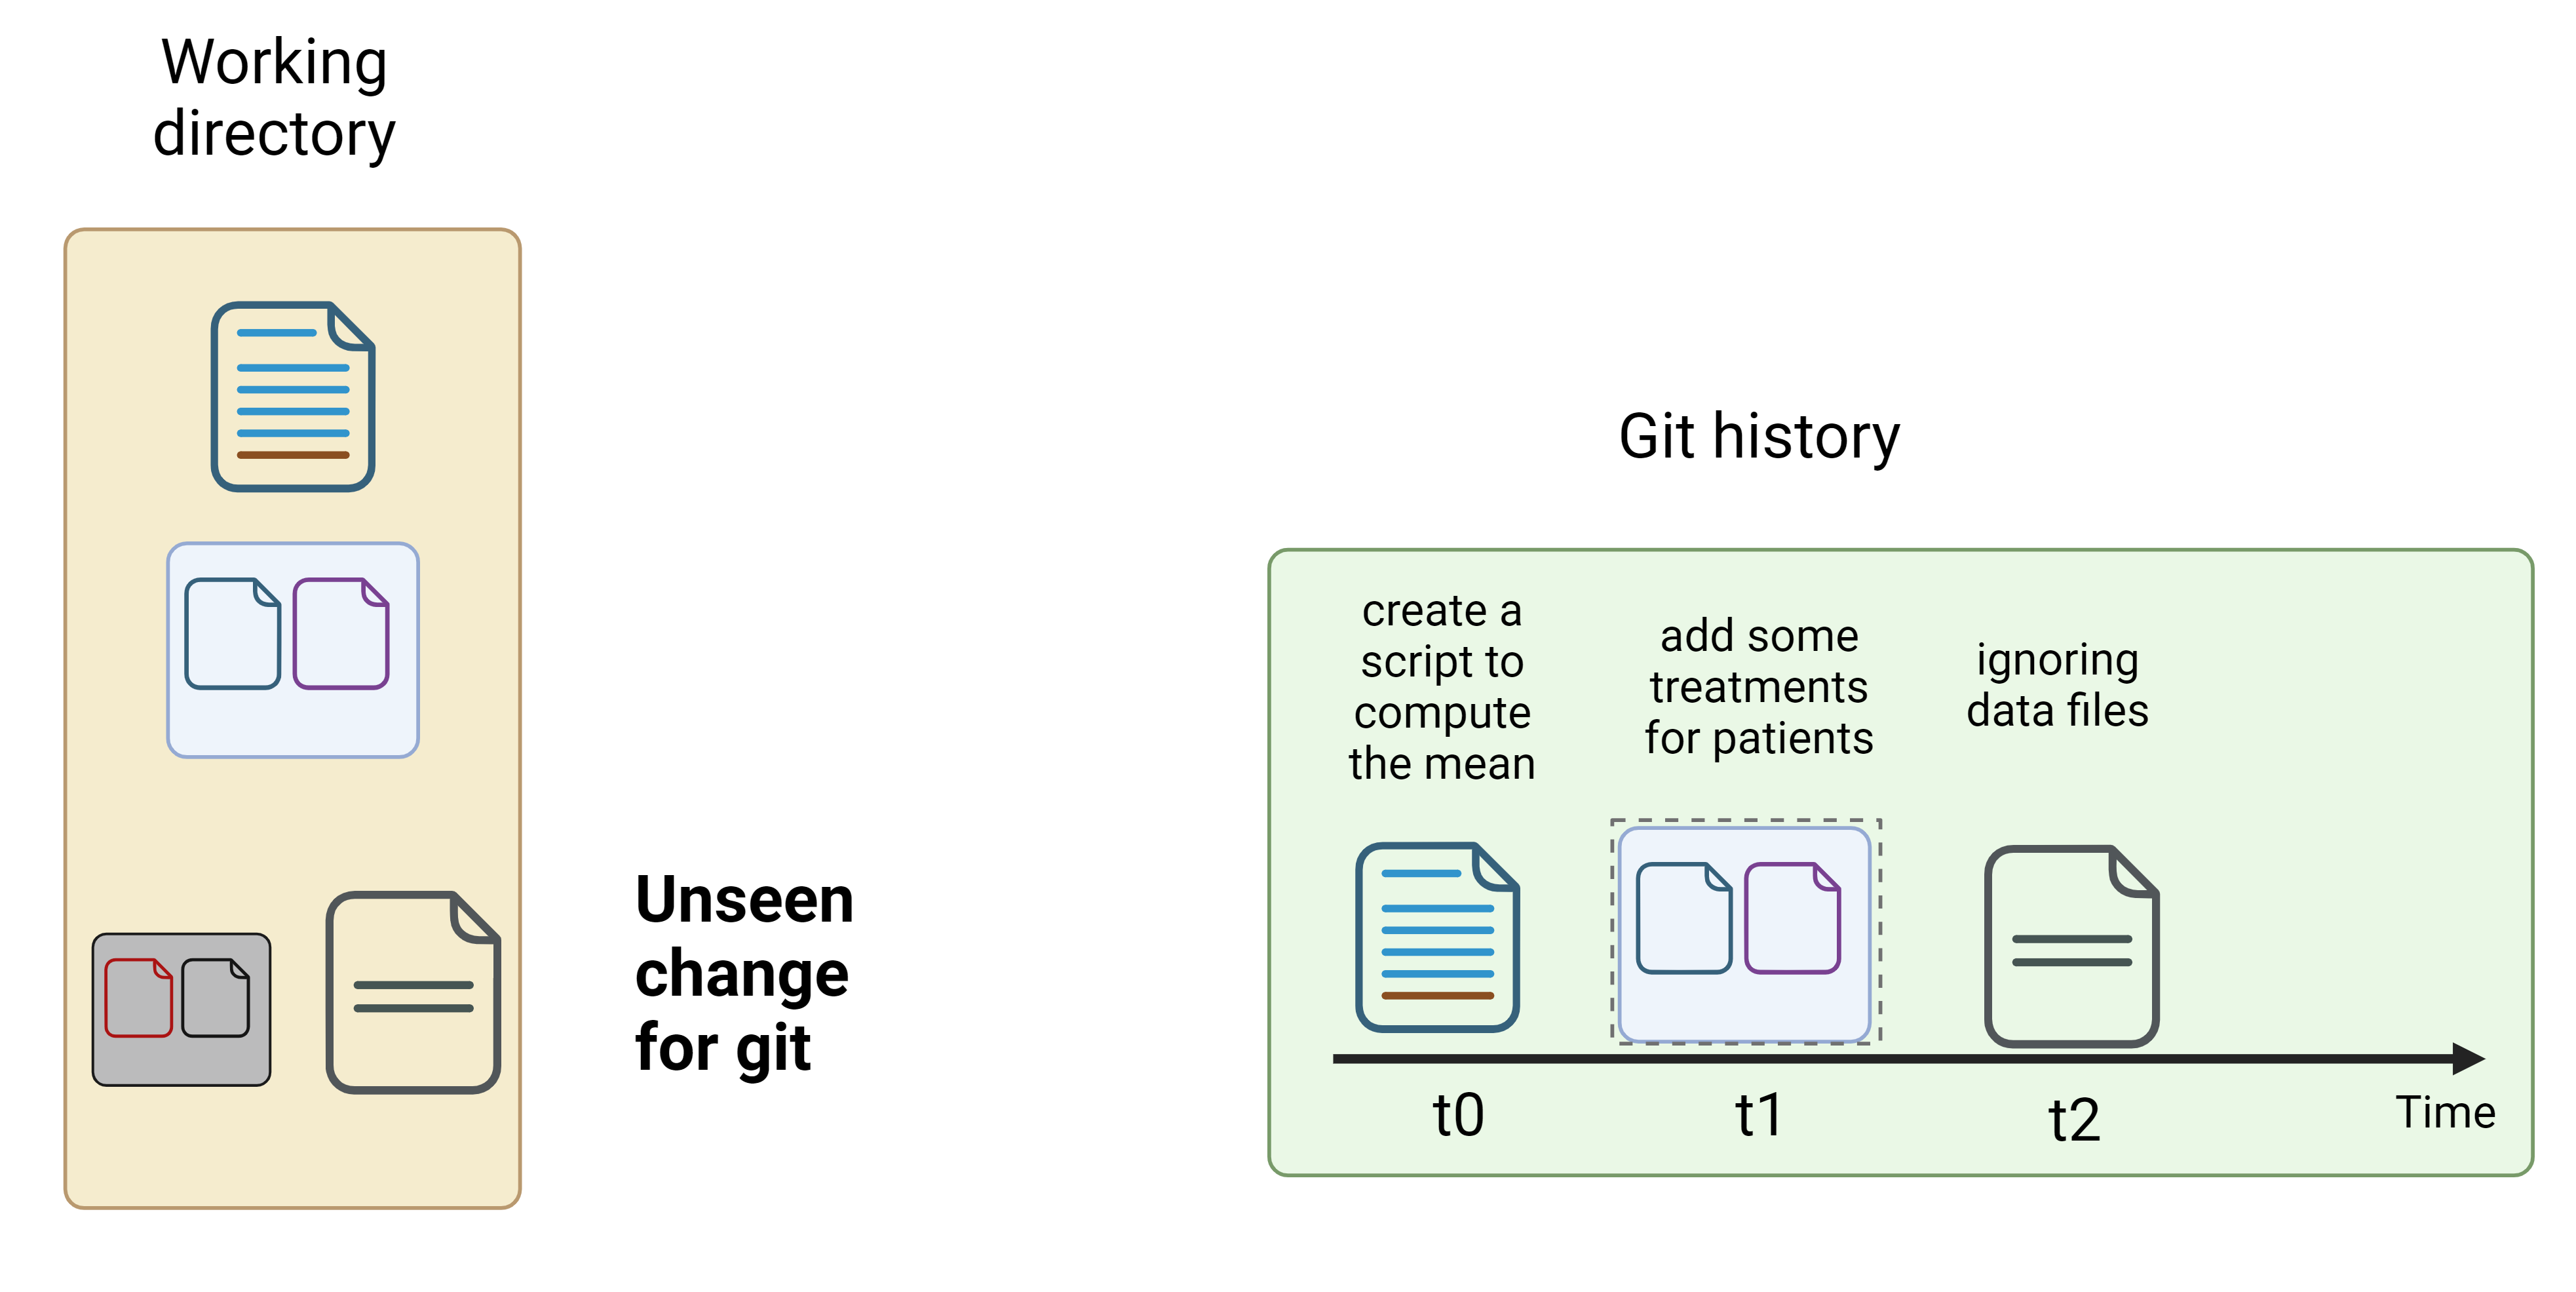 Working
directory
Git history
create a
script to
compute
the mean
add some
treatments
for patients
ignoring
data files
Unseen
change
for git
t0
t1
t2
Time